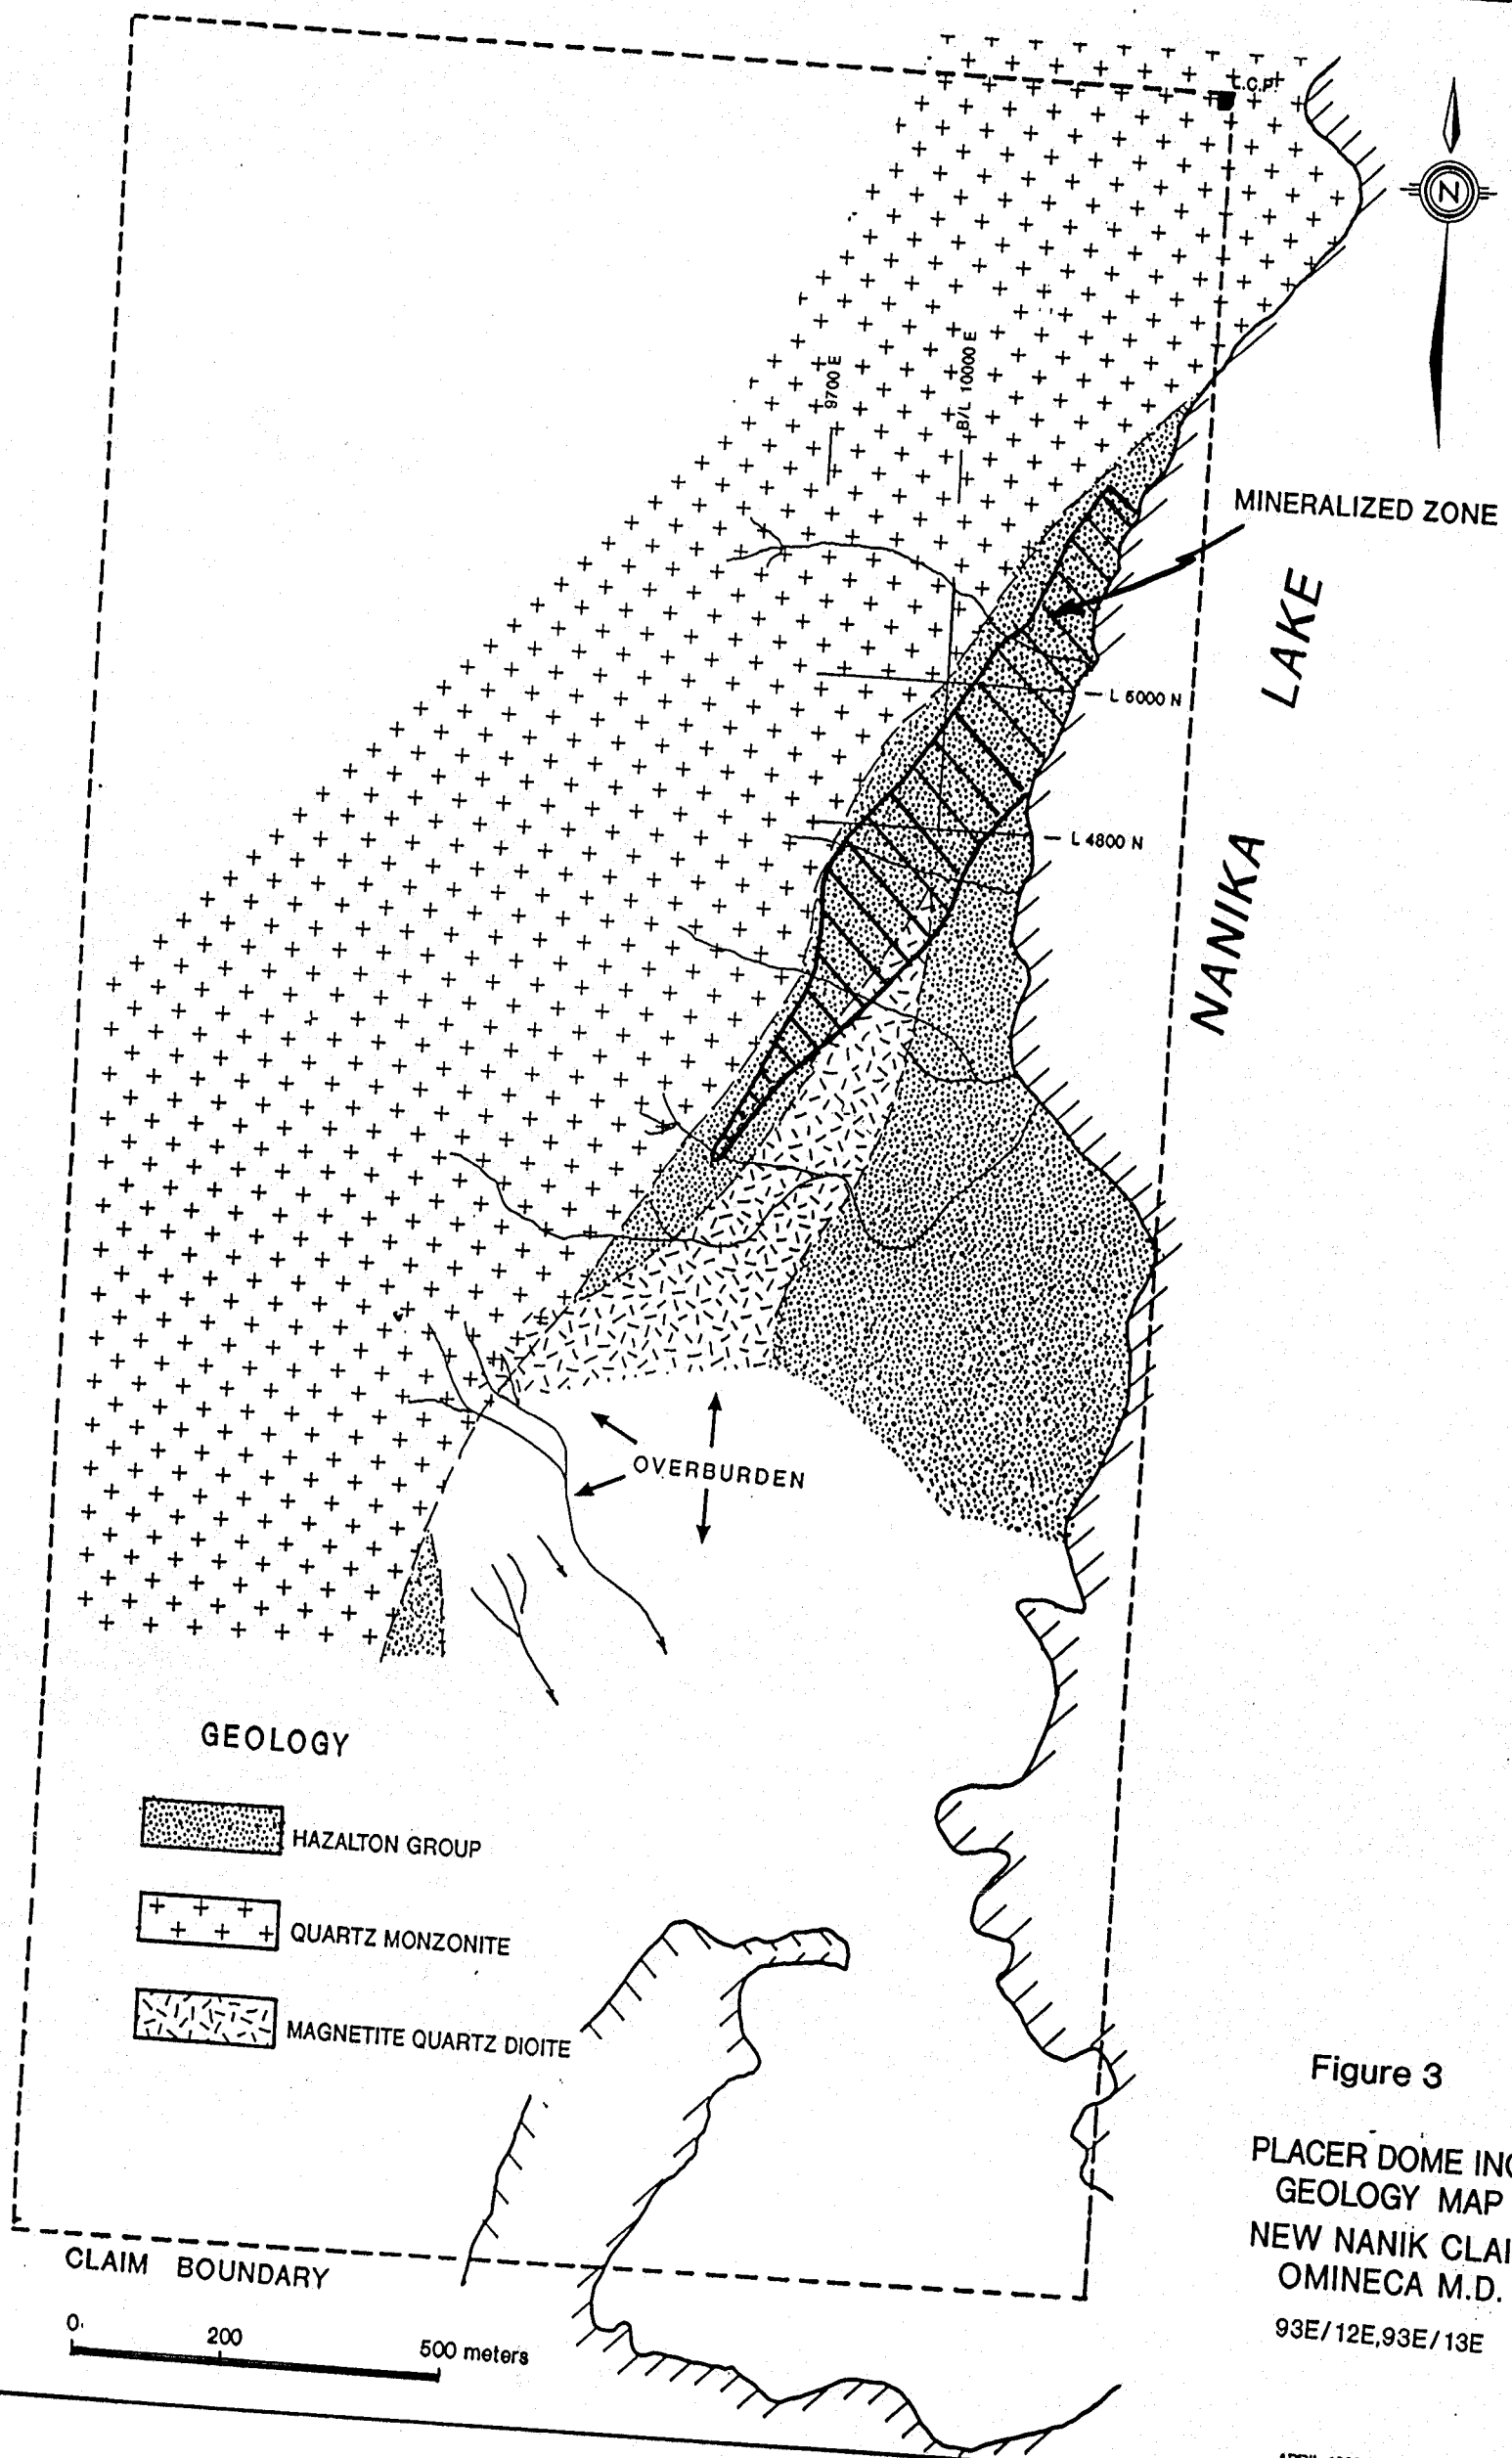 L.C.P.
N
9700 E
B/L 10000 E
MINERALIZED ZONE
NANIKA LAKE
L 5000 N
L 4800 N
OVERBURDEN
GEOLOGY
HAZALTON GROUP
QUARTZ MONZONITE
MAGNETITE QUARTZ DIOITE
CLAIM BOUNDARY
0 200 500 meters
Figure 3
PLACER DOME INC
GEOLOGY MAP
NEW NANIK CLAI
OMINECA M.D.
93E/12E,93E/13E